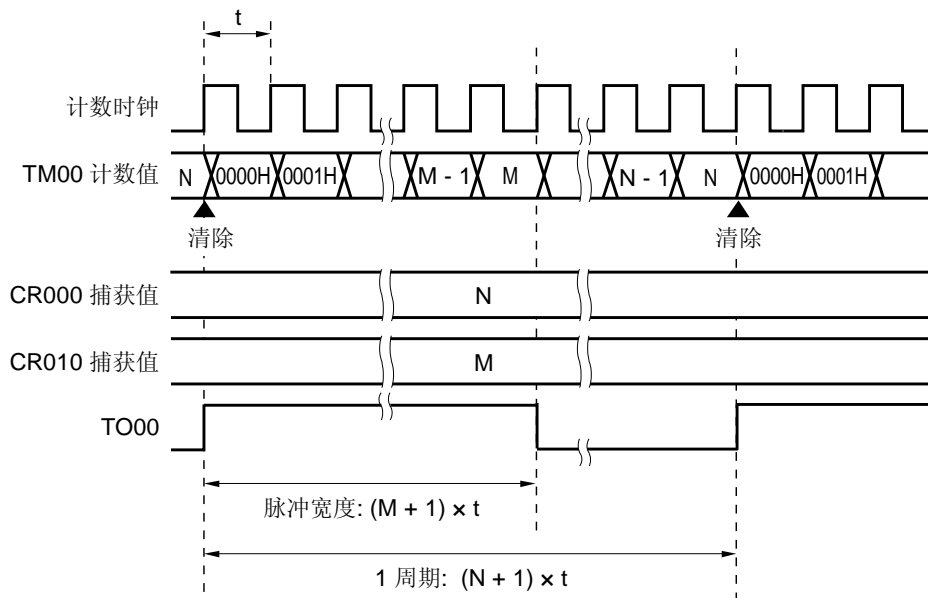 t
计数时钟
TM00 计数值 N 0000H 0001H M - 1 M N - 1 N 0000H 0001H
清除 清除
CR000 捕获值 N
CR010 捕获值 M
TO00
脉冲宽度: (M + 1) × t
1 周期: (N + 1) × t